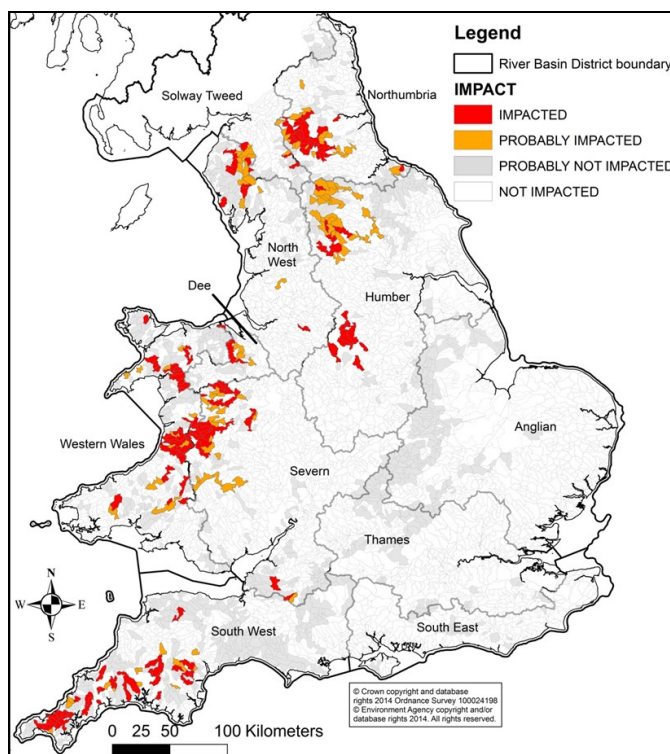 Legend
River Basin District boundary
IMPACT
IMPACTED
PROBABLY IMPACTED
PROBABLY NOT IMPACTED
NOT IMPACTED
Solway Tweed
Northumbria
North
West
Dee
Humber
Western Wales
Anglian
Severn
Thames
South West
South East
N
W
E
S
0 25 50 100 Kilometers
© Crown copyright and database
rights 2014 Ordnance Survey 100024198
© Environment Agency copyright and/or
database rights 2014. All rights reserved.